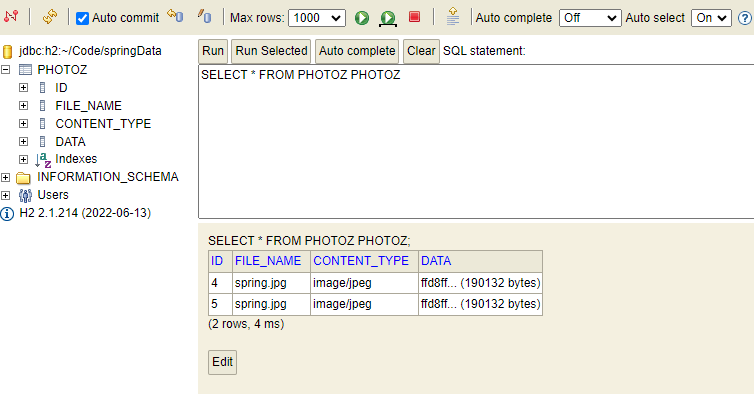 Auto commit Max rows: 1000 Auto complete Off Auto select On
jdbc:h2:~/Code/springData
PHOTOZ
ID
FILE_NAME
CONTENT_TYPE
DATA
Indexes
INFORMATION_SCHEMA
Users
H2 2.1.214 (2022-06-13)
Run Run Selected Auto complete Clear SQL statement:
SELECT * FROM PHOTOZ PHOTOZ
SELECT * FROM PHOTOZ PHOTOZ;
ID FILE_NAME CONTENT_TYPE DATA
4 spring.jpg image/jpeg ffd8ff... (190132 bytes)
5 spring.jpg image/jpeg ffd8ff... (190132 bytes)
(2 rows, 4 ms)
Edit